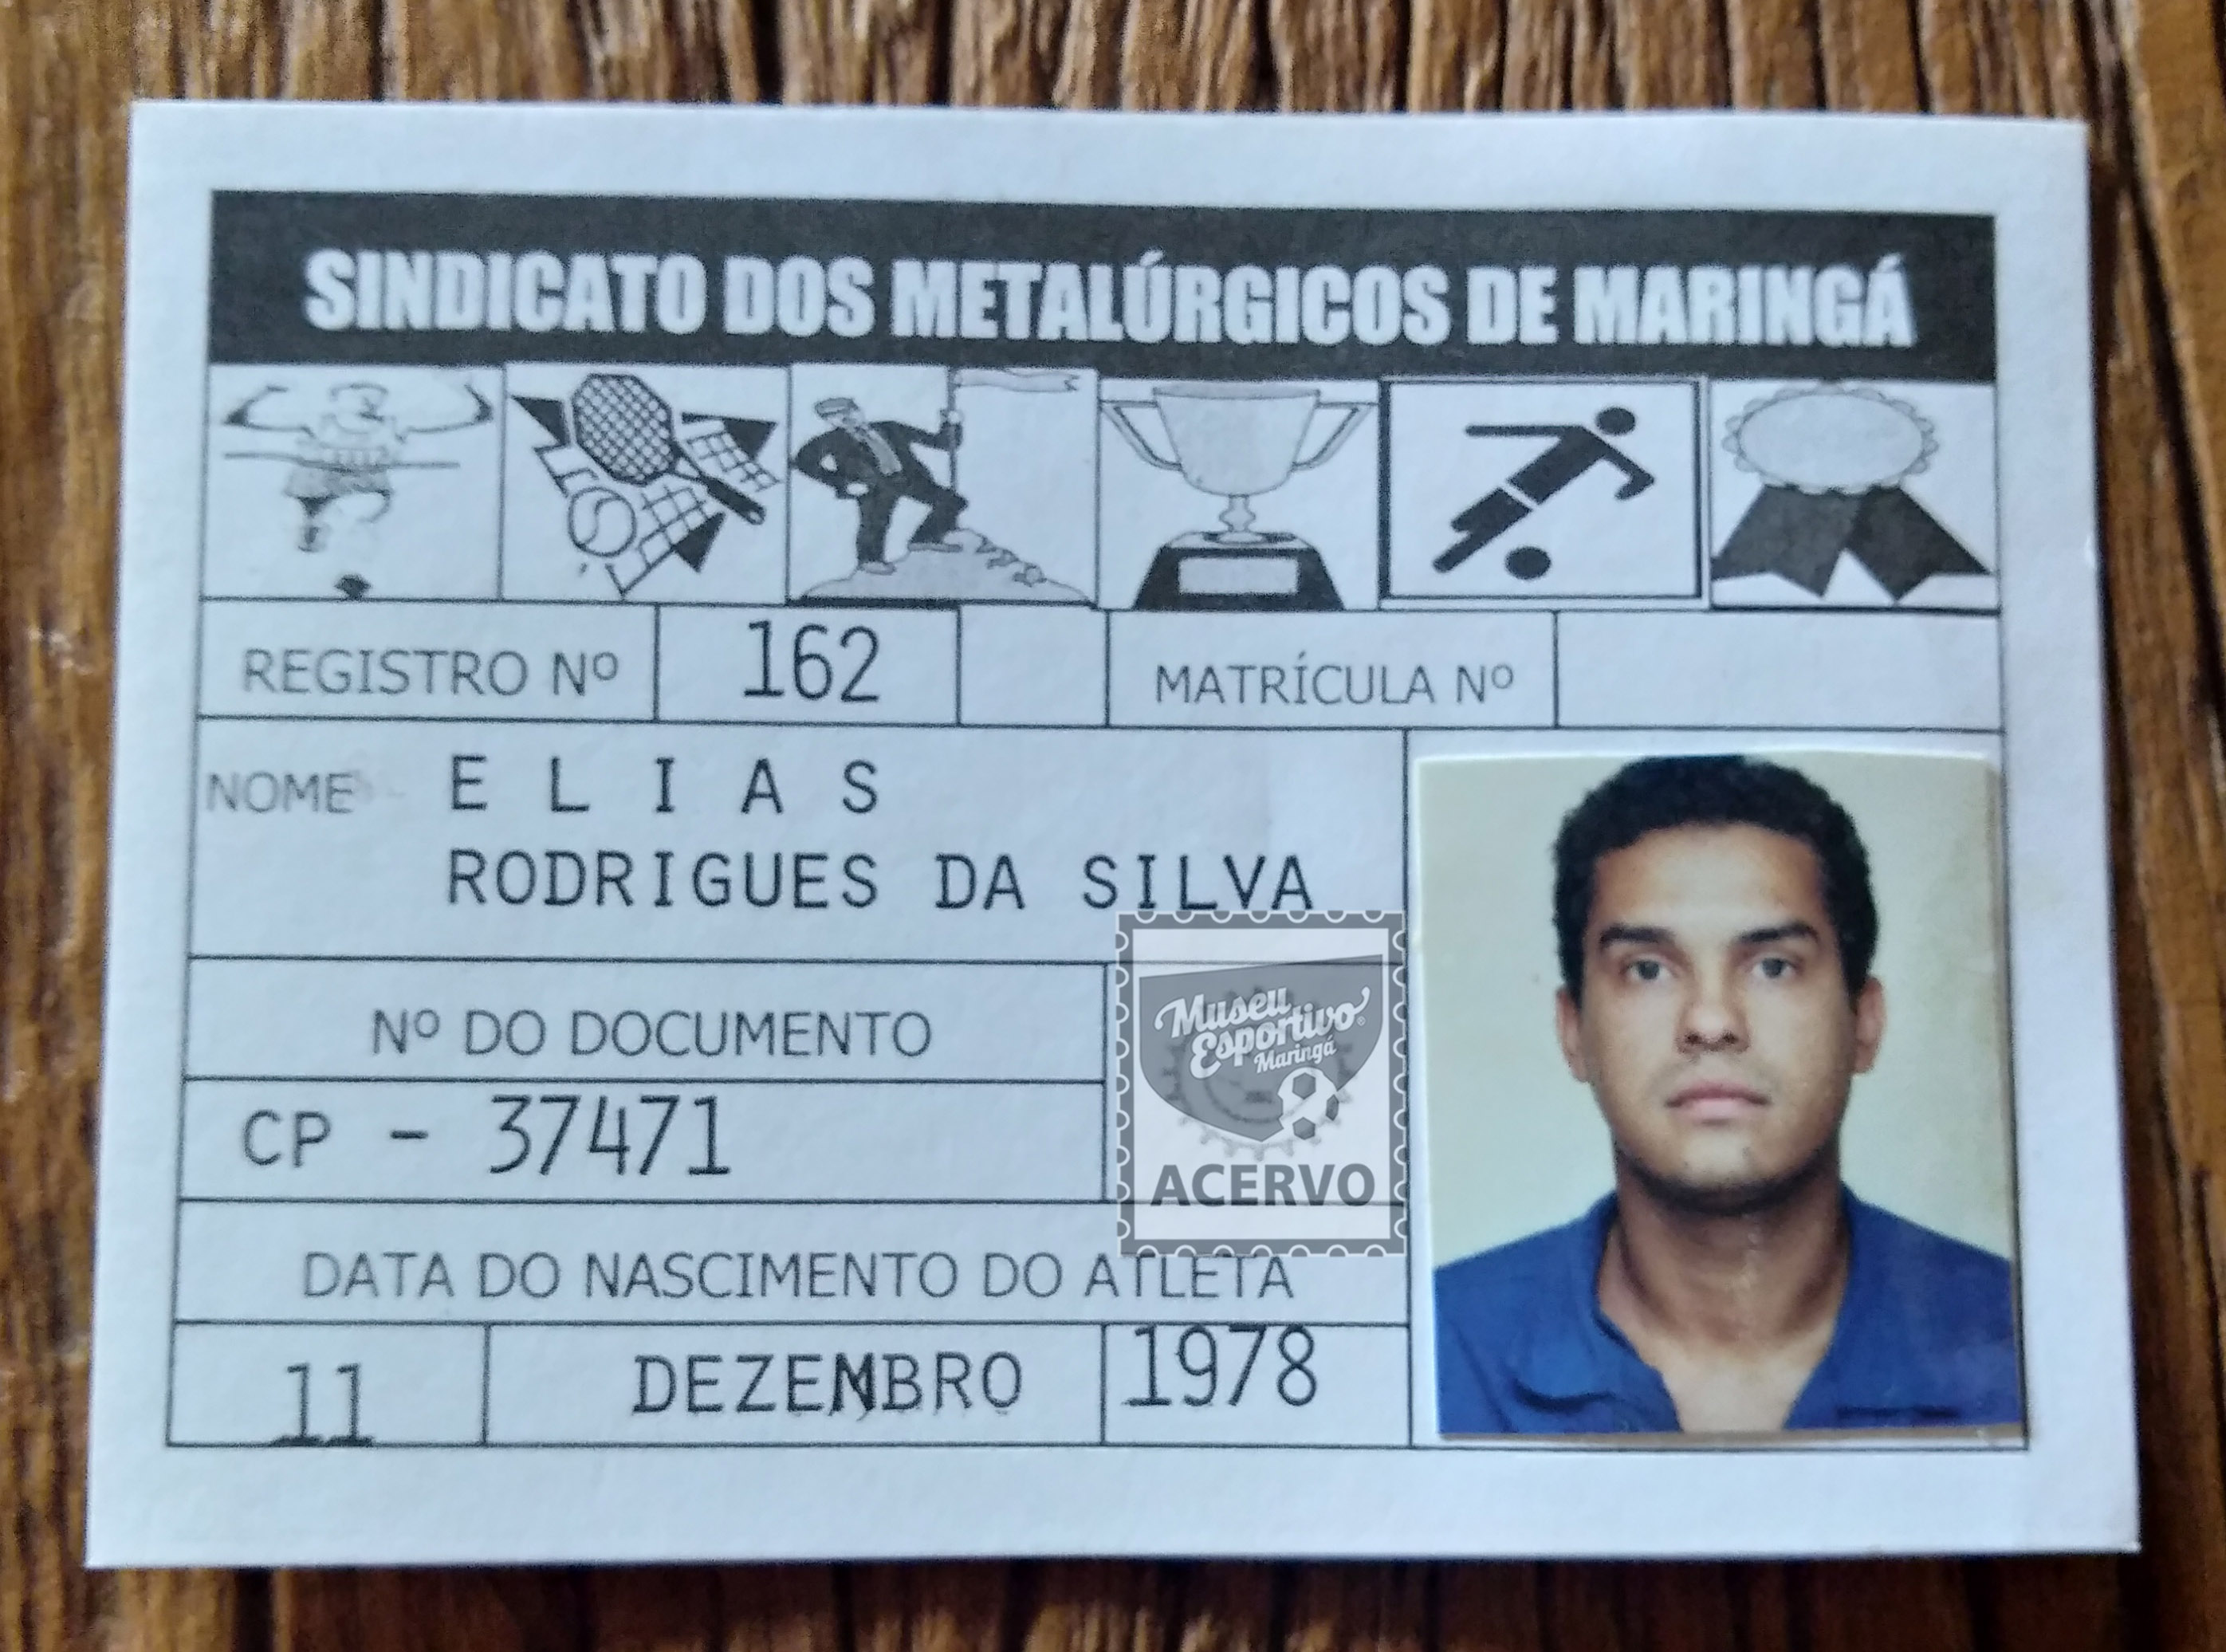 SINDICATO DOS METALÚRGICOS DE MARINGÁ
REGISTRO Nº 162 MATRÍCULA Nº
NOME E L I A S
RODRIGUES DA SILVA
Nº DO DOCUMENTO
CP - 37471
DATA DO NASCIMENTO DO ATLETA
11 DEZEMBRO 1978
Museu
Esportivo®
Maringá
ACERVO